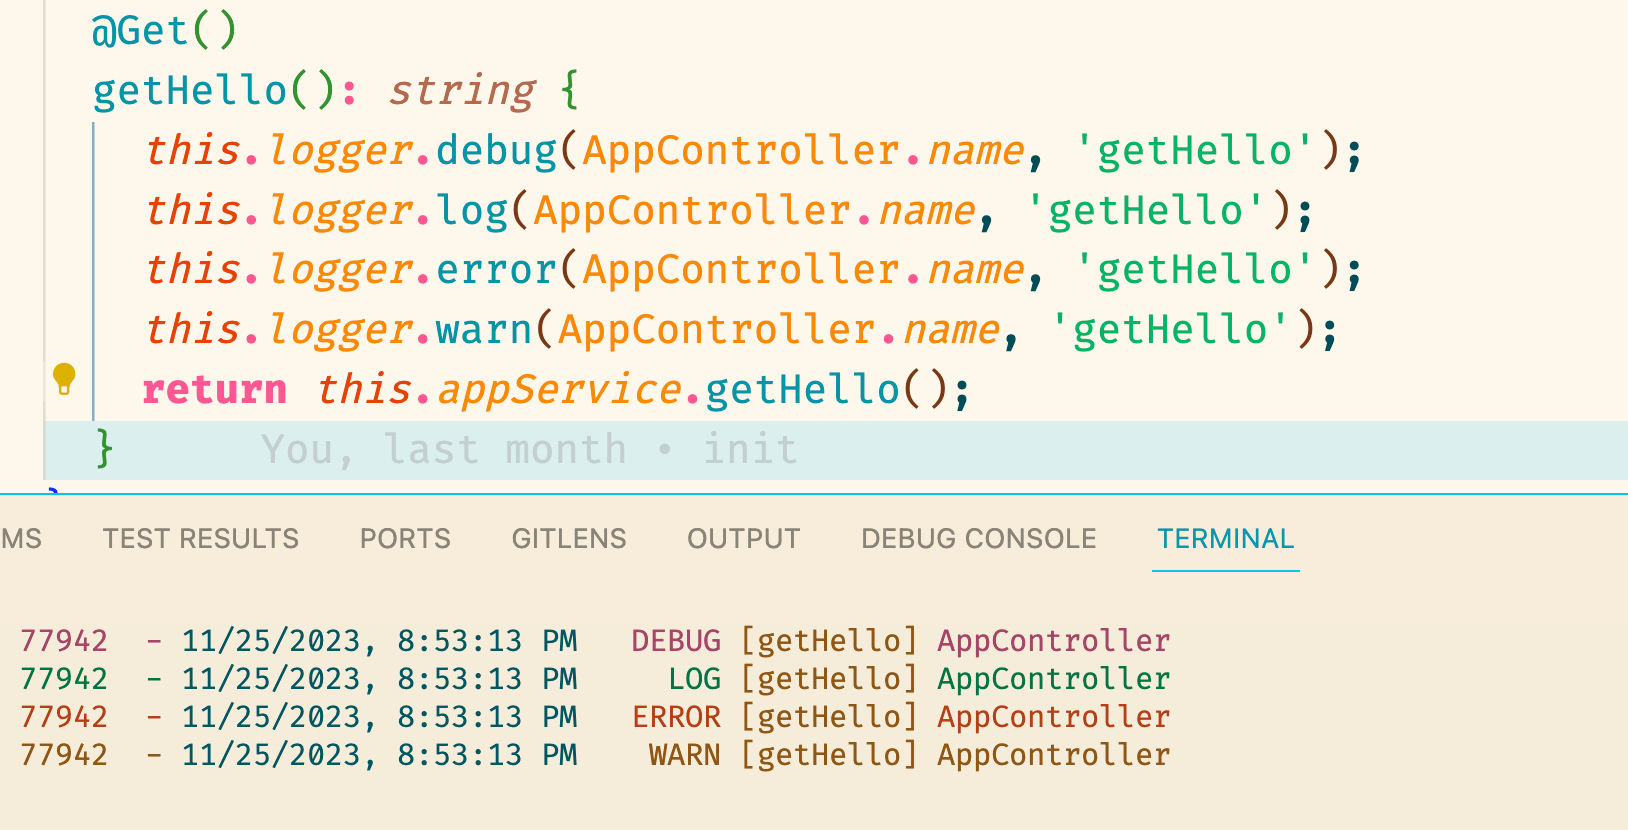 @Get()
getHello(): string {
this.logger.debug(AppController.name, 'getHello');
this.logger.log(AppController.name, 'getHello');
this.logger.error(AppController.name, 'getHello');
this.logger.warn(AppController.name, 'getHello');
return this.appService.getHello();
} You, last month • init
MS TEST RESULTS PORTS GITLENS OUTPUT DEBUG CONSOLE TERMINAL
77942 - 11/25/2023, 8:53:13 PM DEBUG [getHello] AppController
77942 - 11/25/2023, 8:53:13 PM LOG [getHello] AppController
77942 - 11/25/2023, 8:53:13 PM ERROR [getHello] AppController
77942 - 11/25/2023, 8:53:13 PM WARN [getHello] AppController